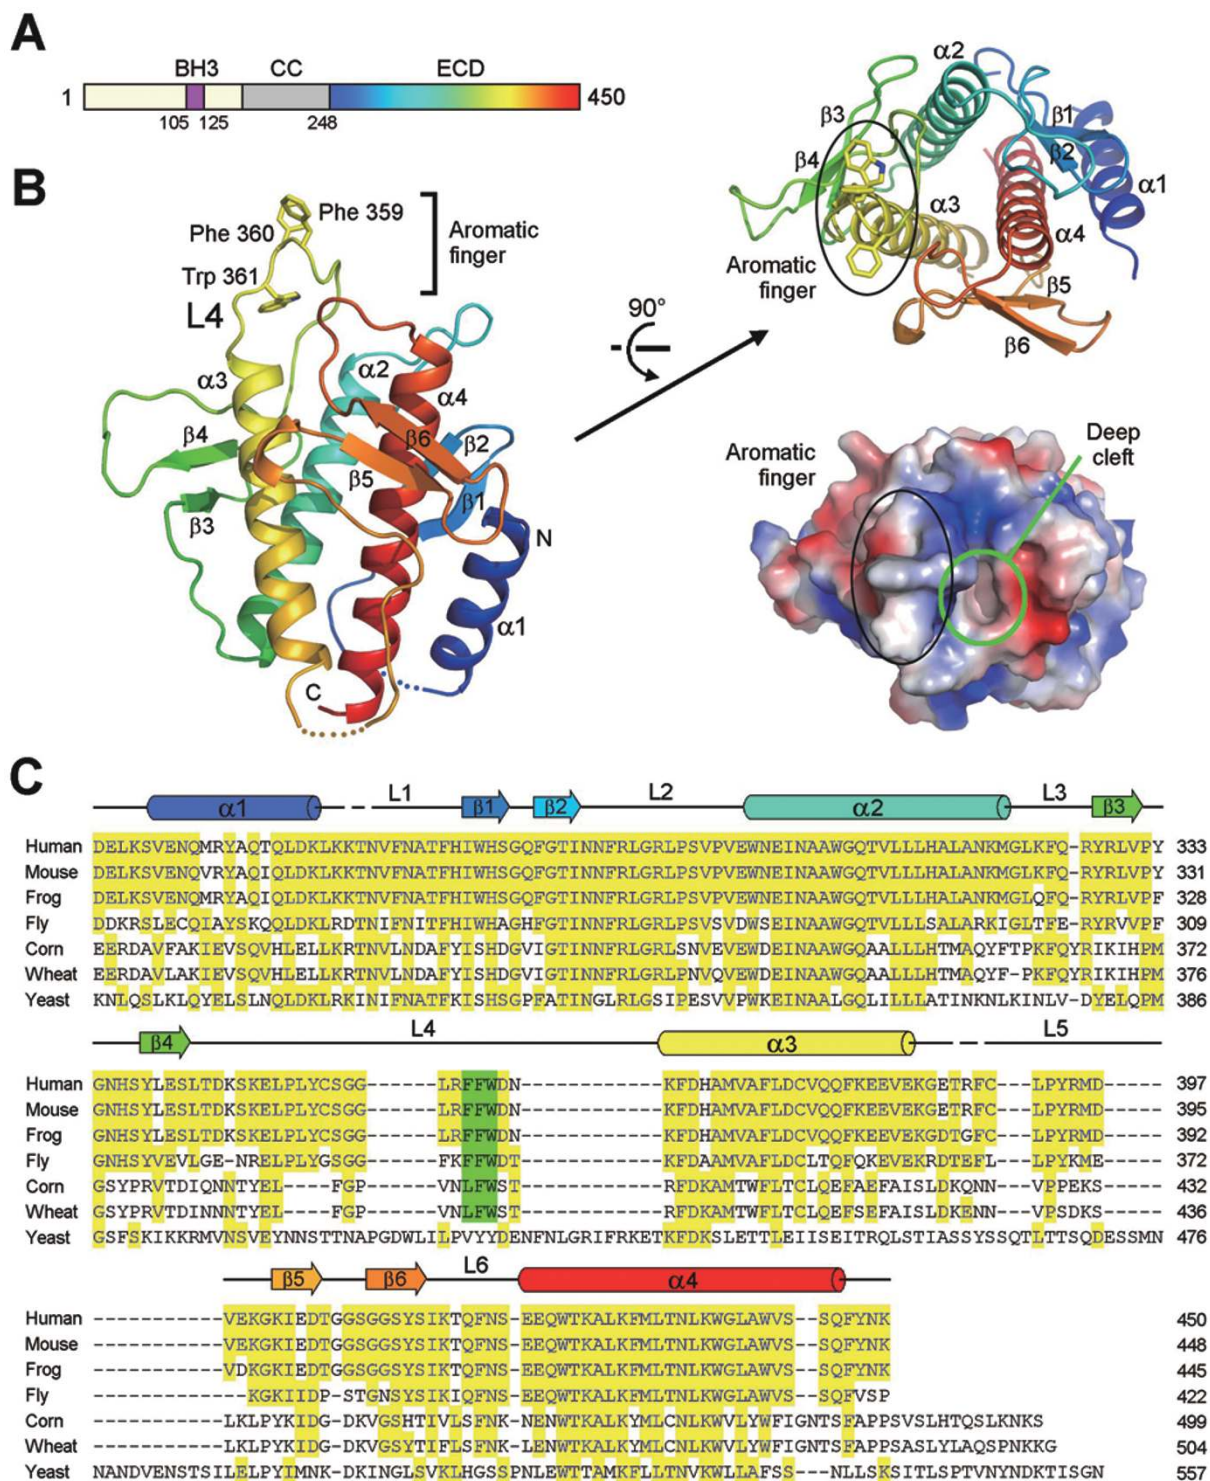 A
BH3 CC ECD
1 450
105 125 248
B
Phe 359
Phe 360
Trp 361
L4
Aromatic
finger
α3
α2
α4
β4
β6
β2
β5
β1
β3
N
α1
C
90°
α2
β3
β1
β4
β2
α1
α3
α4
Aromatic
finger
β5
β6
Aromatic
finger
Deep
cleft
C
α1 L1 β1 β2 L2 α2 L3 β3
Human DELKSVENQMRYAQTQLDKLKKTNVFNATFHIWHSGQFGTINNFRLGRLPSVPVEWNEINAAWGQTVLLLHALANKMGLKFQ-RYRLVPY 333
Mouse DELKSVENQVRYAQIQLDKLKKTNVFNATFHIWHSGQFGTINNFRLGRLPSVPVEWNEINAAWGQTVLLLHALANKMGLKFQ-RYRLVPY 331
Frog DELKSVENQMRYAQIQLDKLKKTNVFNATFHIWHSGQFGTINNFRLGRLPSVPVEWNEINAAWGQTVLLLHALANKMGLQFQ-RYRLVPF 328
Fly DDKRSLECQIAYSKQQLDKLRDTNIFNITFHIWHAGHFGTINNFRLGRLPSVSVDWSEINAAWGQTVLLLSALARKIGLTFE-RYRVVPF 309
Corn EERDAVFAKIEVSQVHLELLKRTNVLNDAFYISHDGVIGTINNFRLGRLSNVEVEWDEINAAWGQAALLLHTMAQYFTPKFQYRIKIHPM 372
Wheat EERDAVLAKIEVSQVHLELLKRTNVLNDAFYISHDGVIGTINNFRLGRLPNVQVEWDEINAAWGQAALLLHTMAQYF-PKFQYRIKIHPM 376
Yeast KNLQSLKLQYELSLNQLDKLRKINIFNATFKISHSGPFATINGLRLGSIPESVVPWKEINAALGQLILLLATINKNLKINLV-DYELQPM 386
β4 L4 α3 L5
Human GNHSYLESLTDKSKELPLYCSGG------LRFFWDN------------KFDHAMVAFLDCVQQFKEEVEKGETRFC---LPYRMD----- 397
Mouse GNHSYLESLTDKSKELPLYCSGG------LRFFWDN------------KFDHAMVAFLDCVQQFKEEVEKGETRFC---LPYRMD----- 395
Frog GNHSYLESLTDKSKELPLYCSGG------LRFFWDN------------KFDHAMVAFLDCVQQFKEEVEKGDTGFC---LPYRMD----- 392
Fly GNHSYVEVLGE-NRELPLYGSGG------FKFFWDT------------KFDAAMVAFLDCLTQFQKEVEKRDTEFL---LPYKME----- 372
Corn GSYPRVTDIQNNTYEL----FGP------VNLFWST------------RFDKAMTWFLTCLQEFAEFAISLDKQNN---VPPEKS----- 432
Wheat GSYPRVTDINNNTYEL----FGP------VNLFWST------------RFDKAMTWFLTCLQEFSEFAISLDKENN---VPSDKS----- 436
Yeast GSFSKIKKRMVNSVEYNNSTTNAPGDWLILPVYYDENFNLGRIFRKETKFDKSLETTLEIISEITRQLSTIASSYSSQTLTTSQDESSMN 476
β5 β6 L6 α4
Human -----------VEKGKIEDTGGSGGSYSIKTQFNS-EEQWTKALKFMLTNLKWGLAWVS--SQFYNK 450
Mouse -----------VEKGKIEDTGGSGGSYSIKTQFNS-EEQWTKALKFMLTNLKWGLAWVS--SQFYNK 448
Frog -----------VDKGKIEDTGGSGGSYSIKTQFNS-EEQWTKALKFMLTNLKWGLAWVS--SQFYNK 445
Fly -------------KGKIIDP-STGNSYSIKIQFNS-EEQWTKALKFMLTNLKWGLAWVS--SQFVSP 422
Corn -----------LKLPYKIDG-DKVGSHTIVLSFNK-NENWTKALKYMLCNLKWVLYWFIGNTSFAPPSVSLHTQSLKNKS 499
Wheat -----------LKLPYKIDG-DKVGSYTIFLSFNK-LENWTKALKYMLCNLKWVLYWFIGNTSFAPPSASLYLAQSPNKKG 504
Yeast NANDVENSTSILELPYIMNK-DKINGLSVKLHGSSPNLEWTTAMKFLLTNVKWLLAFSS---NLLSKSITLSPTVNYNDKTISGN 557